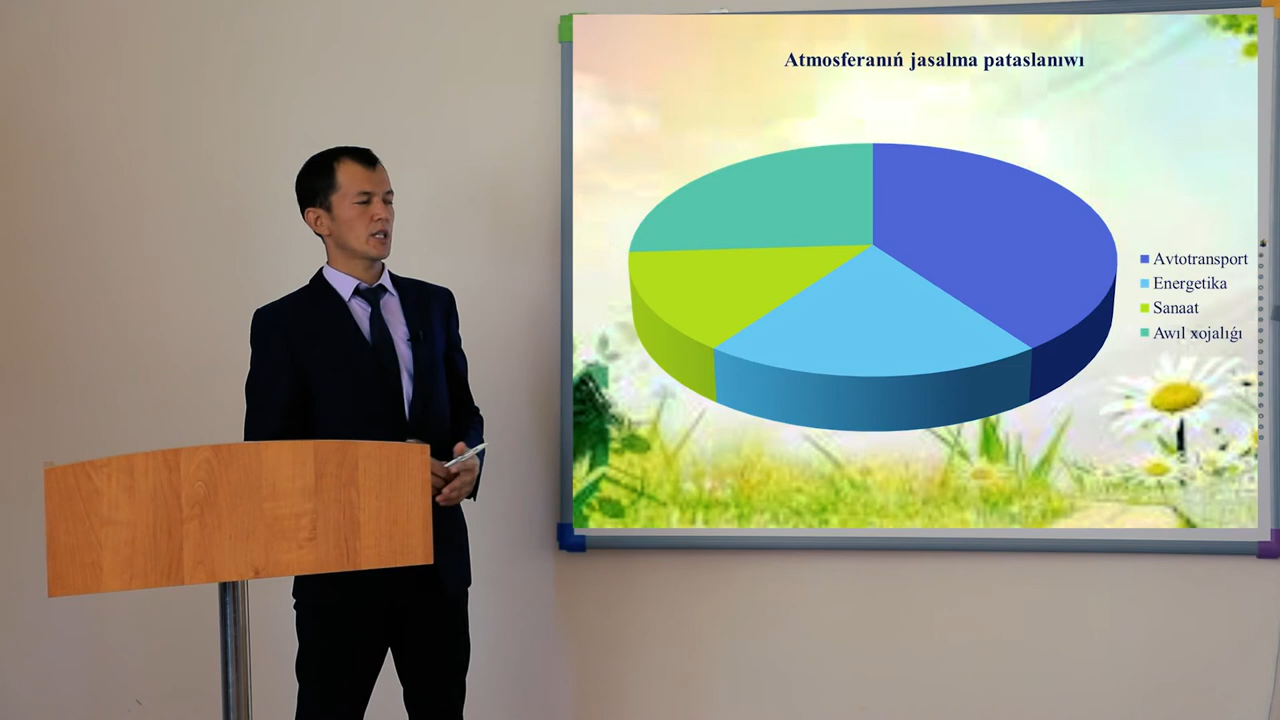 Atmosferanıń jasalma pataslanıwı
Avtotransport
Energetika
Sanaat
Awıl xojalıǵı